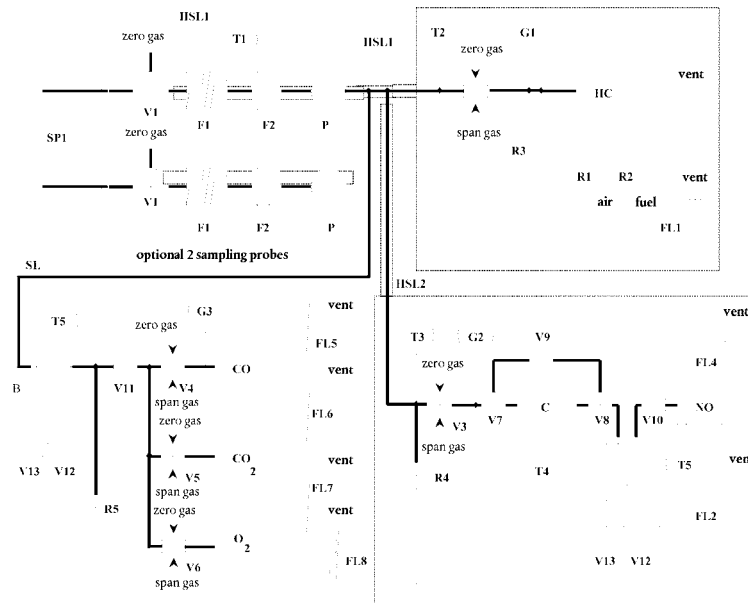 HSL1
zero gas
T1
HSL1
T2
G1
zero gas
vent
V1
HC
zero gas
F1
F2
P
span gas
SP1
R3
R1
R2
vent
V1
air
fuel
F1
F2
P
FL1
optional 2 sampling probes
SL
HSL2
vent
G3
vent
T5
zero gas
T3
G2
V9
FL5
zero gas
FL4
vent
B
V11
V4
CO
span gas
zero gas
FL6
V3
V7
C
V8
V10
NO
span gas
vent
V13
V12
V5
CO2
T5
vent
R4
T4
span gas
FL7
zero gas
vent
R5
FL2
O2
V6
FL8
V13
V12
span gas